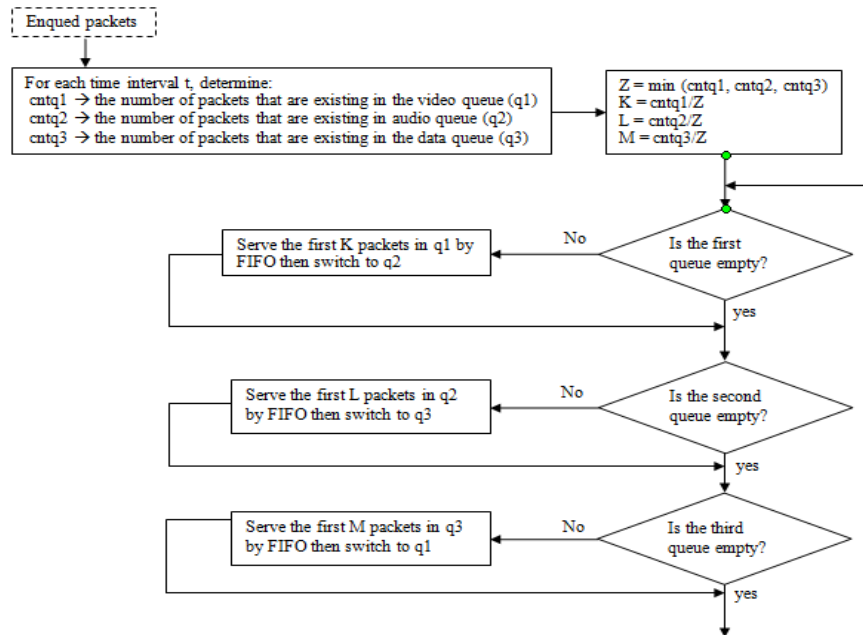 Enqued packets
For each time interval t, determine:
cntq1 → the number of packets that are existing in the video queue (q1)
cntq2 → the number of packets that are existing in audio queue (q2)
cntq3 → the number of packets that are existing in the data queue (q3)
Z = min (cntq1, cntq2, cntq3)
K = cntq1/Z
L = cntq2/Z
M = cntq3/Z
Serve the first K packets in q1 by
FIFO then switch to q2
No
Is the first
queue empty?
yes
Serve the first L packets in q2
by FIFO then switch to q3
No
Is the second
queue empty?
yes
Serve the first M packets in q3
by FIFO then switch to q1
No
Is the third
queue empty?
yes